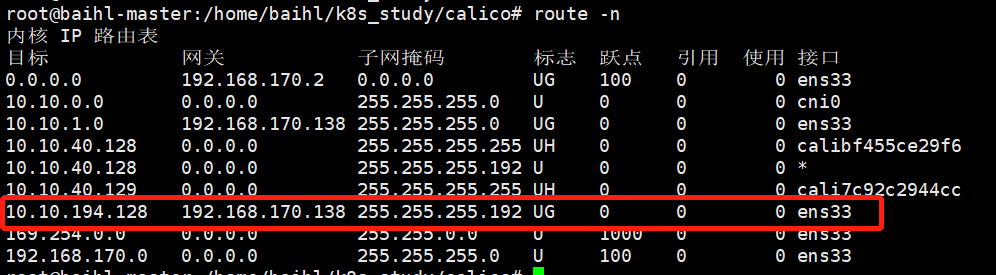 root@baihl-master:/home/baihl/k8s_study/calico# route -n
内核 IP 路由表
目标 网关 子网掩码 标志 跃点 引用 使用 接口
0.0.0.0 192.168.170.2 0.0.0.0 UG 100 0 0 ens33
10.10.0.0 0.0.0.0 255.255.255.0 U 0 0 0 cni0
10.10.1.0 192.168.170.138 255.255.255.0 UG 0 0 0 ens33
10.10.40.128 0.0.0.0 255.255.255.255 UH 0 0 0 calibf455ce29f6
10.10.40.128 0.0.0.0 255.255.255.192 U 0 0 0 *
10.10.40.129 0.0.0.0 255.255.255.255 UH 0 0 0 cali7c92c2944cc
10.10.194.128 192.168.170.138 255.255.255.192 UG 0 0 0 ens33
169.254.0.0 0.0.0.0 255.255.0.0 U 1000 0 0 ens33
192.168.170.0 0.0.0.0 255.255.255.0 U 100 0 0 ens33
root@baihl-master:/home/baihl/k8s_study/calico#